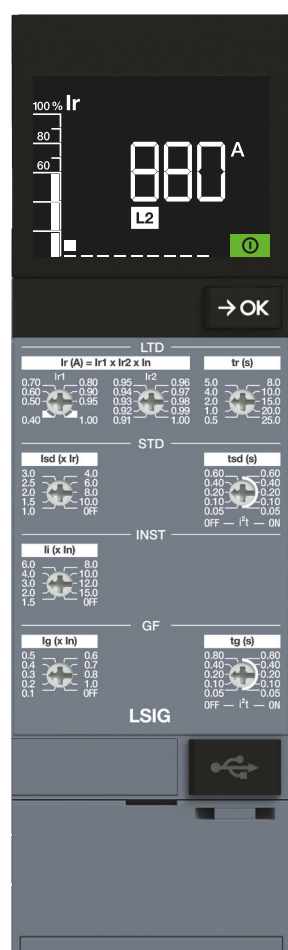 100 % Ir
80
60
880 A
L2
→OK
LTD
Ir (A) = Ir1 x Ir2 x In
tr (s)
Ir1
Ir2
0.70 0.80 0.95 0.96 5.0 8.0
0.60 0.90 0.94 0.97 4.0 10.0
0.50 0.95 0.93 0.98 2.0 15.0
0.92 0.99 1.0 20.0
0.40 1.00 0.91 1.00 0.5 25.0
STD
Isd (x Ir) tsd (s)
3.0 4.0 0.60 0.60
2.5 6.0 0.40 0.40
2.0 8.0 0.20 0.20
1.5 10.0 0.10 0.10
1.0 OFF 0.05 0.05
OFF — i²t — ON
INST
Ii (x In)
6.0 8.0
4.0 10.0
3.0 12.0
2.0 15.0
1.5 OFF
GF
Ig (x In) tg (s)
0.5 0.6 0.80 0.80
0.4 0.7 0.40 0.40
0.3 0.8 0.20 0.20
0.2 1.0 0.10 0.10
0.1 OFF 0.05 0.05
OFF — i²t — ON
LSIG